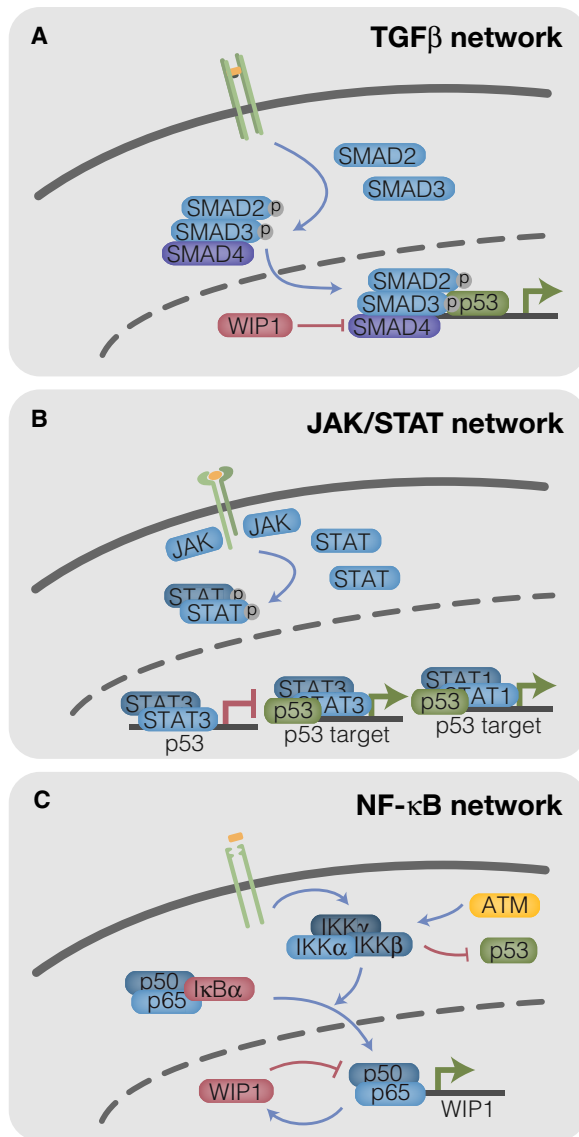 A
TGFβ network
SMAD2
SMAD3
SMAD2 p
SMAD3 p
SMAD4
SMAD2 p
SMAD3 p p53
SMAD4
WIP1
B
JAK/STAT network
JAK
JAK
STAT
STAT
STAT p
STAT p
STAT3
STAT3
p53
STAT3
STAT3
p53
p53 target
STAT1
STAT1
p53
p53 target
C
NF-κB network
ATM
IKKγ
IKKα IKKβ
p53
p50
p65
IκBα
WIP1
p50
p65
WIP1